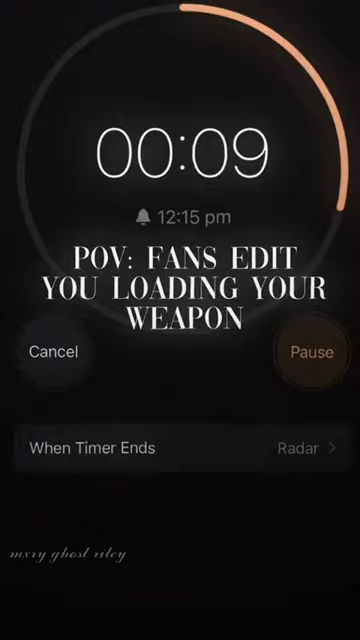 00:09
12:15 pm
POV: FANS EDIT
YOU LOADING YOUR
WEAPON
Cancel
Pause
When Timer Ends
Radar
mxry ghost riley